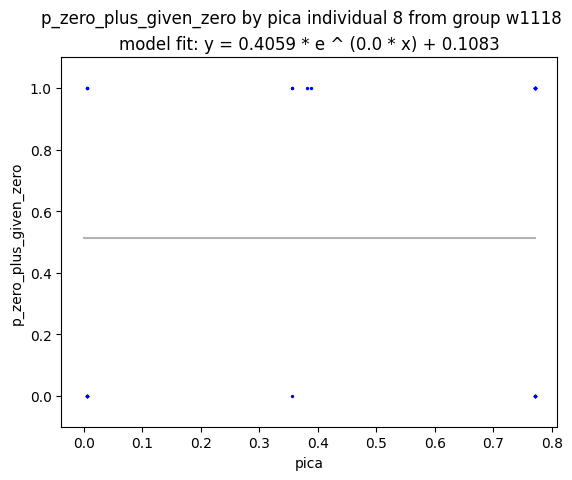 p_zero_plus_given_zero by pica individual 8 from group w1118
model fit: y = 0.4059 * e ^ (0.0 * x) + 0.1083
1.0
0.8
0.6
0.4
0.2
0.0
p_zero_plus_given_zero
0.0 0.1 0.2 0.3 0.4 0.5 0.6 0.7 0.8
pica